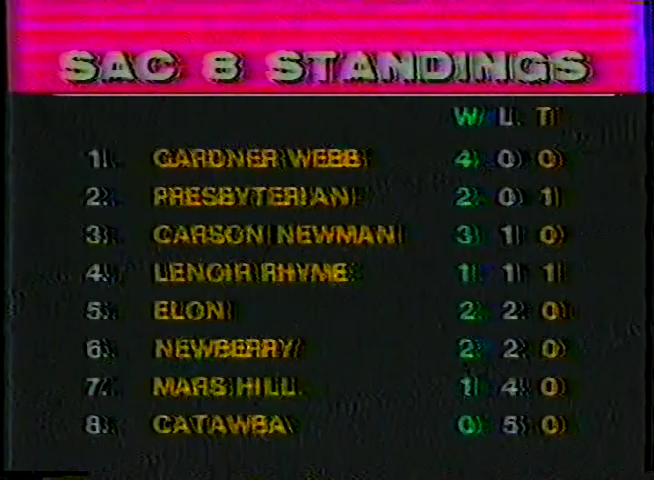 SAC 8 STANDINGS
W L T
1. GARDNER WEBB 4 0 0
2. PRESBYTERIAN 2 0 1
3. CARSON NEWMAN 3 1 0
4. LENOIR RHYME 1 1 1
5. ELON 2 2 0
6. NEWBERRY 2 2 0
7. MARS HILL 1 4 0
8. CATAWBA 0 5 0